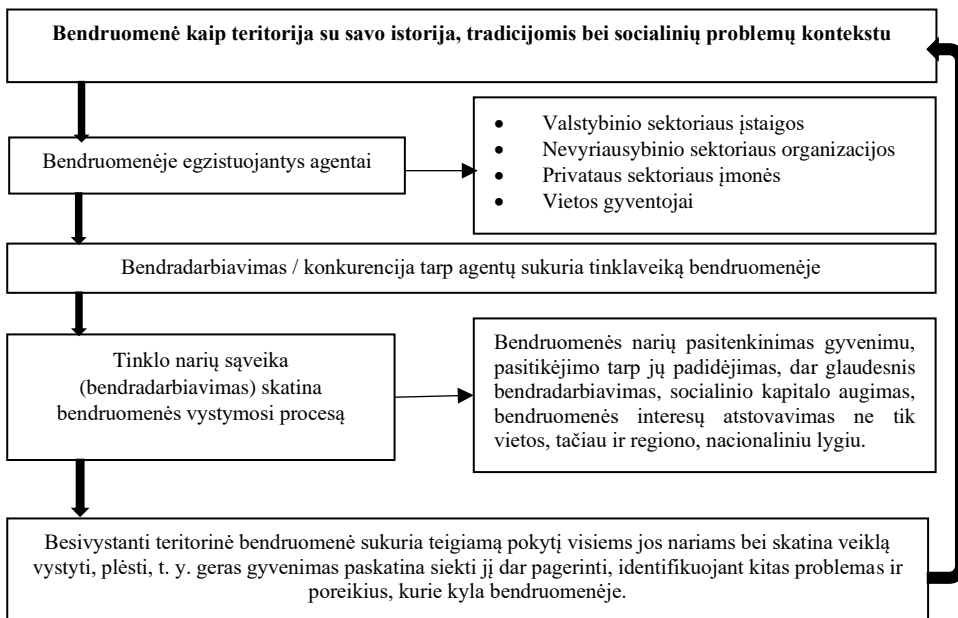 Bendruomenė kaip teritorija su savo istorija, tradicijomis bei socialinių problemų kontekstu
Bendruomenėje egzistuojantys agentai
• Valstybinio sektoriaus įstaigos
• Nevyriausybinio sektoriaus organizacijos
• Privataus sektoriaus įmonės
• Vietos gyventojai
Bendradarbiavimas / konkurencija tarp agentų sukuria tinklaveiką bendruomenėje
Tinklo narių sąveika
(bendradarbiavimas) skatina
bendruomenės vystymosi procesą
Bendruomenės narių pasitenkinimas gyvenimu,
pasitikėjimo tarp jų padidėjimas, dar glaudesnis
bendradarbiavimas, socialinio kapitalo augimas,
bendruomenės interesų atstovavimas ne tik
vietos, tačiau ir regiono, nacionaliniu lygiu.
Besivystanti teritorinė bendruomenė sukuria teigiamą pokytį visiems jos nariams bei skatina veiklą
vystyti, plėsti, t. y. geras gyvenimas paskatina siekti jį dar pagerinti, identifikuojant kitas problemas ir
poreikius, kurie kyla bendruomenėje.